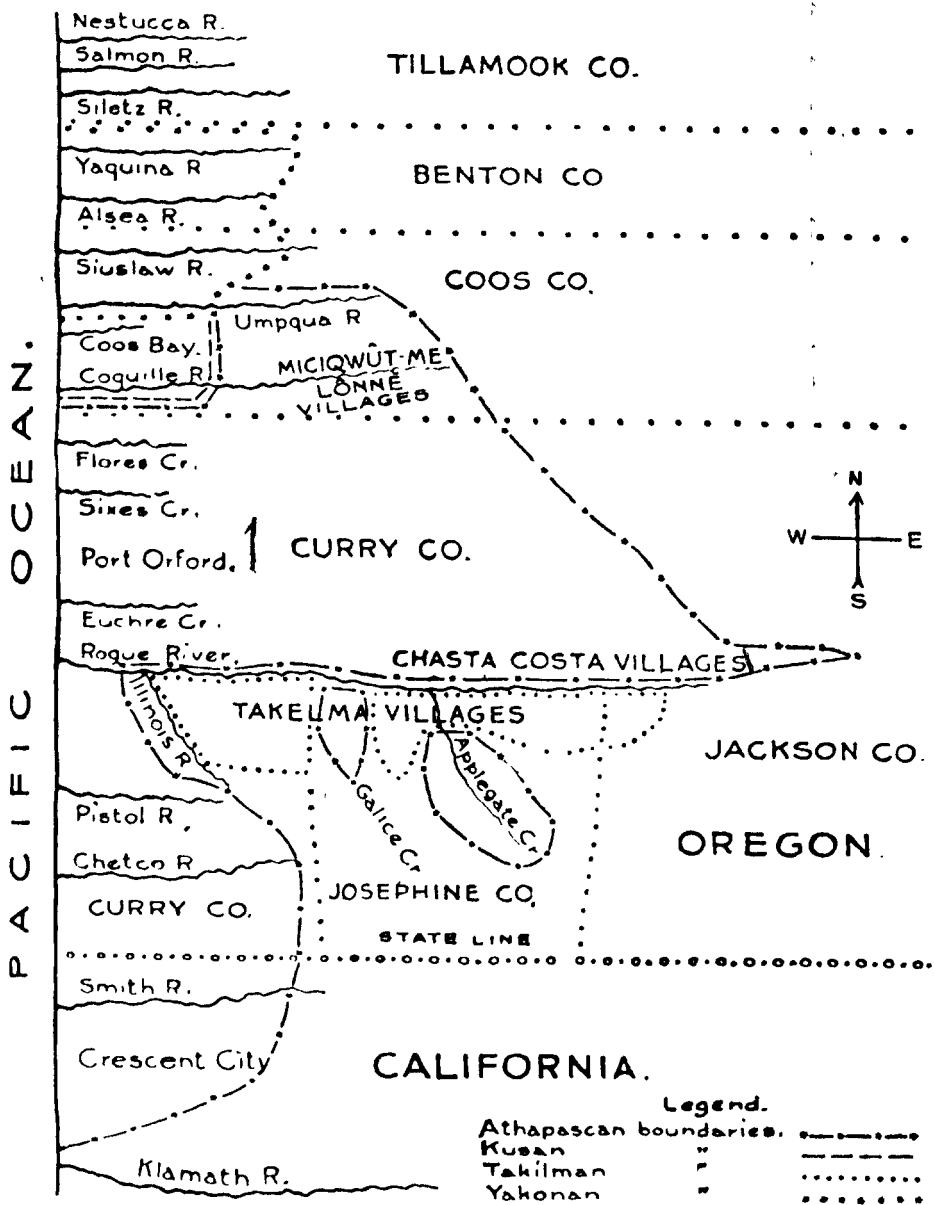 Nestucca R.
Salmon R.
TILLAMOOK CO.
Siletz R.
Yaquina R
BENTON CO
Alsea R.
Siuslaw R.
COOS CO.
Umpqua R
Coos Bay.
MICIQWÛT-ME
Coquille R
LÔNNĔ
VILLAGES
PACIFIC OCEAN.
Flores Cr.
Sixes Cr.
N
W E
S
Port Orford.
CURRY CO.
Euchre Cr.
Rogue River.
CHASTA COSTA VILLAGES
Illinois R
TAKELMA VILLAGES
JACKSON CO.
Applegate Cr.
Galice Cr
Pistol R.
OREGON.
Chetco R
JOSEPHINE CO.
CURRY CO.
STATE LINE
Smith R.
Crescent City
CALIFORNIA.
Legend.
Athapascan boundaries.
Kusan "
Takilman "
Yakonan "
Klamath R.